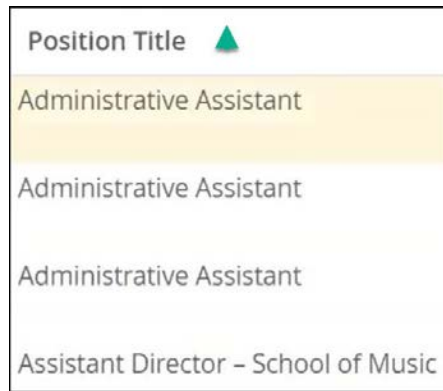 Position Title
Administrative Assistant
Administrative Assistant
Administrative Assistant
Assistant Director – School of Music